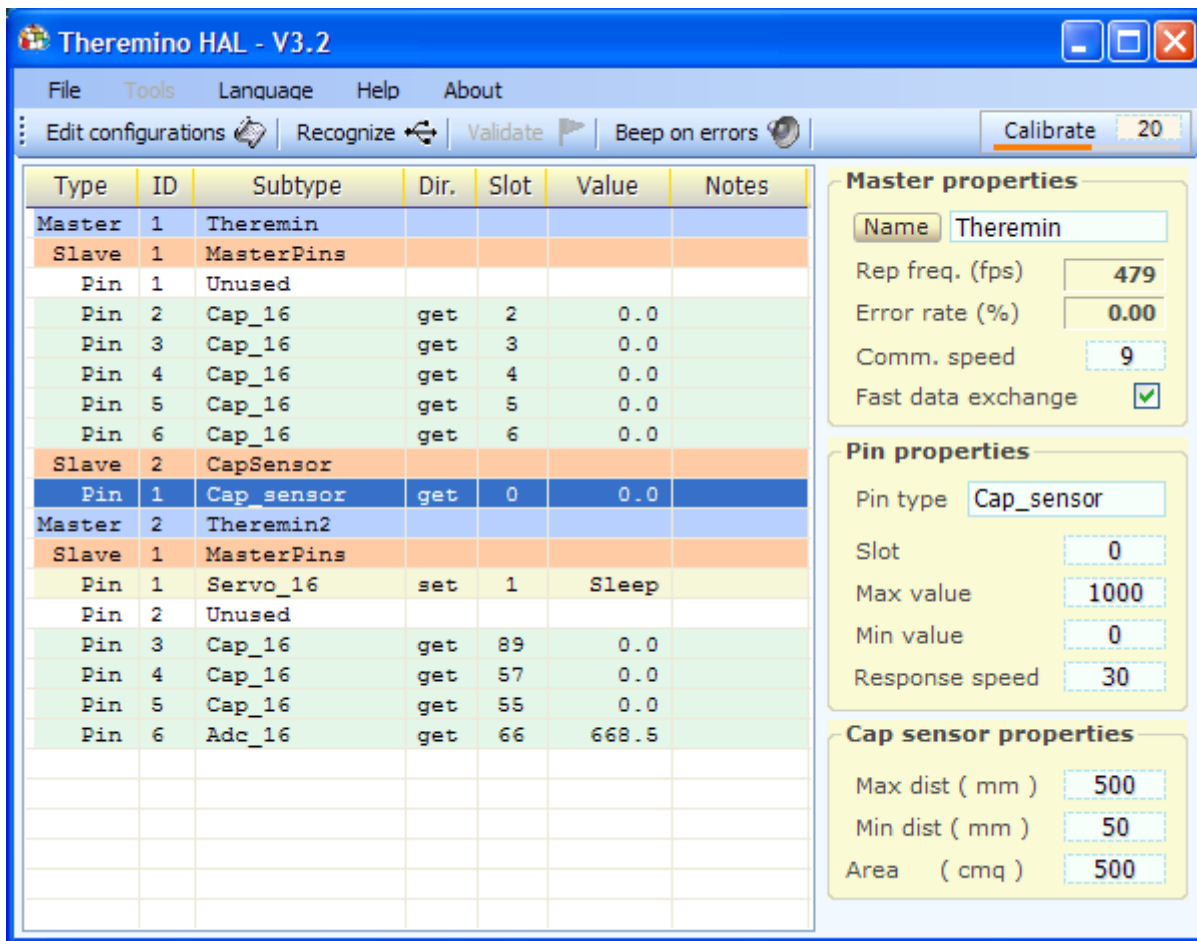 Theremino HAL - V3.2
File Tools Language Help About
Edit configurations Recognize Validate Beep on errors Calibrate 20
Type ID Subtype Dir. Slot Value Notes
Master 1 Theremin
Slave 1 MasterPins
Pin 1 Unused
Pin 2 Cap_16 get 2 0.0
Pin 3 Cap_16 get 3 0.0
Pin 4 Cap_16 get 4 0.0
Pin 5 Cap_16 get 5 0.0
Pin 6 Cap_16 get 6 0.0
Slave 2 CapSensor
Pin 1 Cap_sensor get 0 0.0
Master 2 Theremin2
Slave 1 MasterPins
Pin 1 Servo_16 set 1 Sleep
Pin 2 Unused
Pin 3 Cap_16 get 89 0.0
Pin 4 Cap_16 get 57 0.0
Pin 5 Cap_16 get 55 0.0
Pin 6 Adc_16 get 66 668.5
Master properties
Name Theremin
Rep freq. (fps) 479
Error rate (%) 0.00
Comm. speed 9
Fast data exchange
Pin properties
Pin type Cap_sensor
Slot 0
Max value 1000
Min value 0
Response speed 30
Cap sensor properties
Max dist ( mm ) 500
Min dist ( mm ) 50
Area ( cmq ) 500